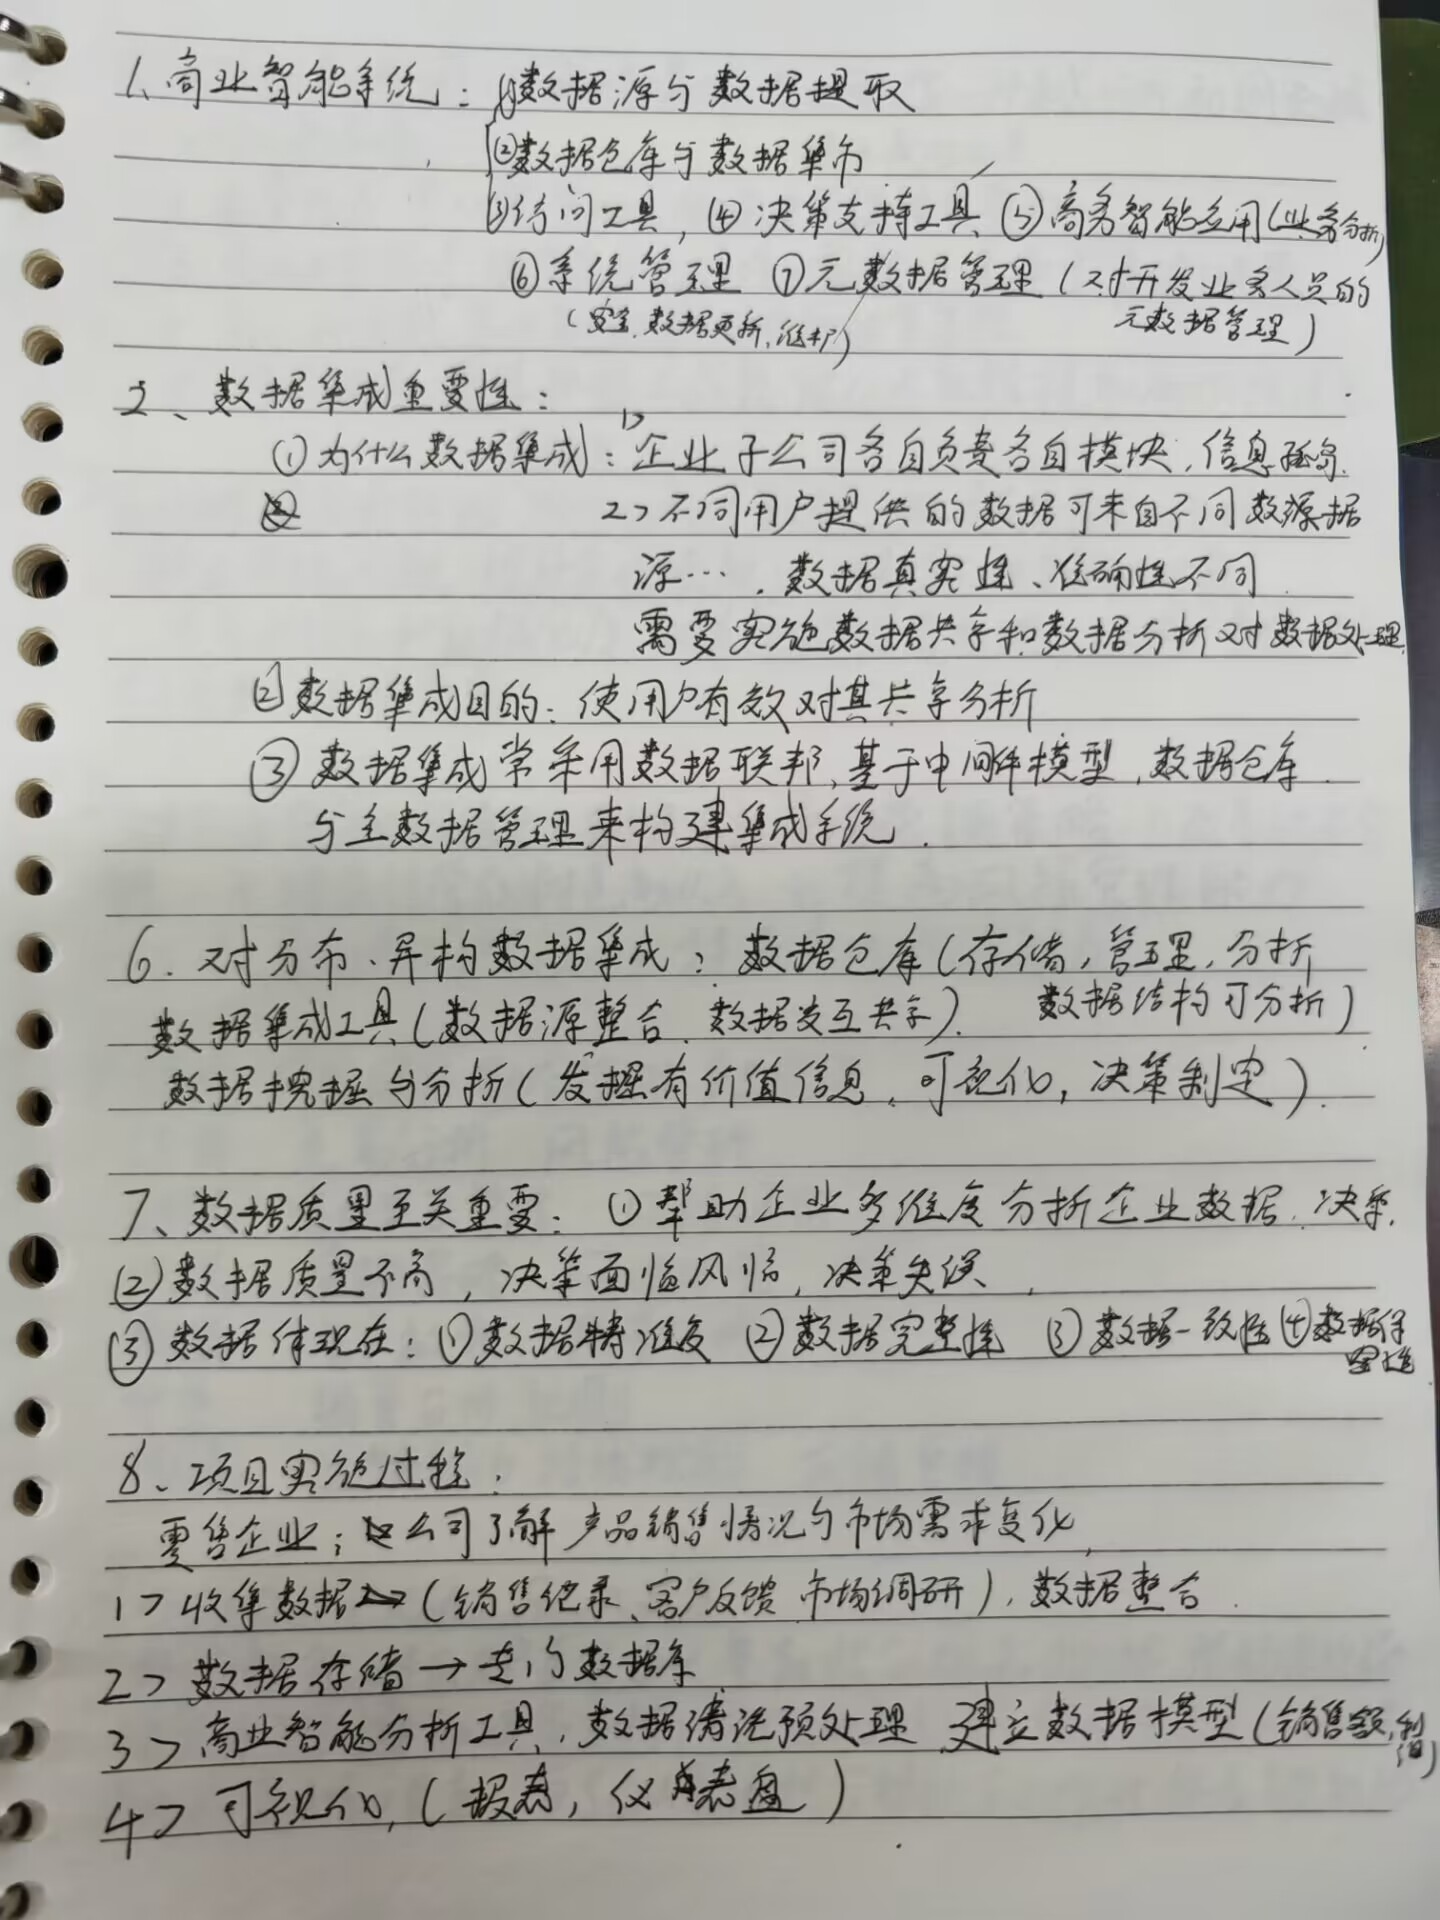 1、商业智能系统：①数据源与数据提取
②数据仓库与数据集市
③访问工具，④决策支持工具 ⑤商务智能应用(业务分析)
⑥系统管理 ⑦元数据管理（对开发业务人员的
（安全、数据更新、维护） 元数据管理）
2、数据集成重要性：
①为什么数据集成：1>企业子公司各自负责各自模块，信息孤岛.
2>不同用户提供的数据可来自不同数源据
源…，数据真实性、准确性不同
需要实施数据共享和数据分析对数据处理.
②数据集成目的：使用户有效对其共享分析
③数据集成常采用数据联邦，基于中间件模型，数据仓库
与主数据管理来构建集成系统.
6.对分布、异构数据集成：数据仓库（存储，管理，分析
数据集成工具（数据源整合、数据交互共享）. 数据结构可分析）
数据挖掘与分析（发掘有价值信息，可视化，决策制定）.
7、数据质量至关重要：①帮助企业多维度分析企业数据、决策.
②数据质量不高，决策面临风险，决策失误、
③数据体现在：①数据精准度 ②数据完整性 ③数据一致性 ④数据
8、项目实施过程：
零售企业：公司了解产品销售情况与市场需求变化
1>收集数据（销售记录、客户反馈 市场调研），数据整合.
2>数据存储→专门数据库
3>商业智能分析工具，数据清洗预处理 建立数据模型（销售额，利润）
4>可视化，（报表，仪表盘）